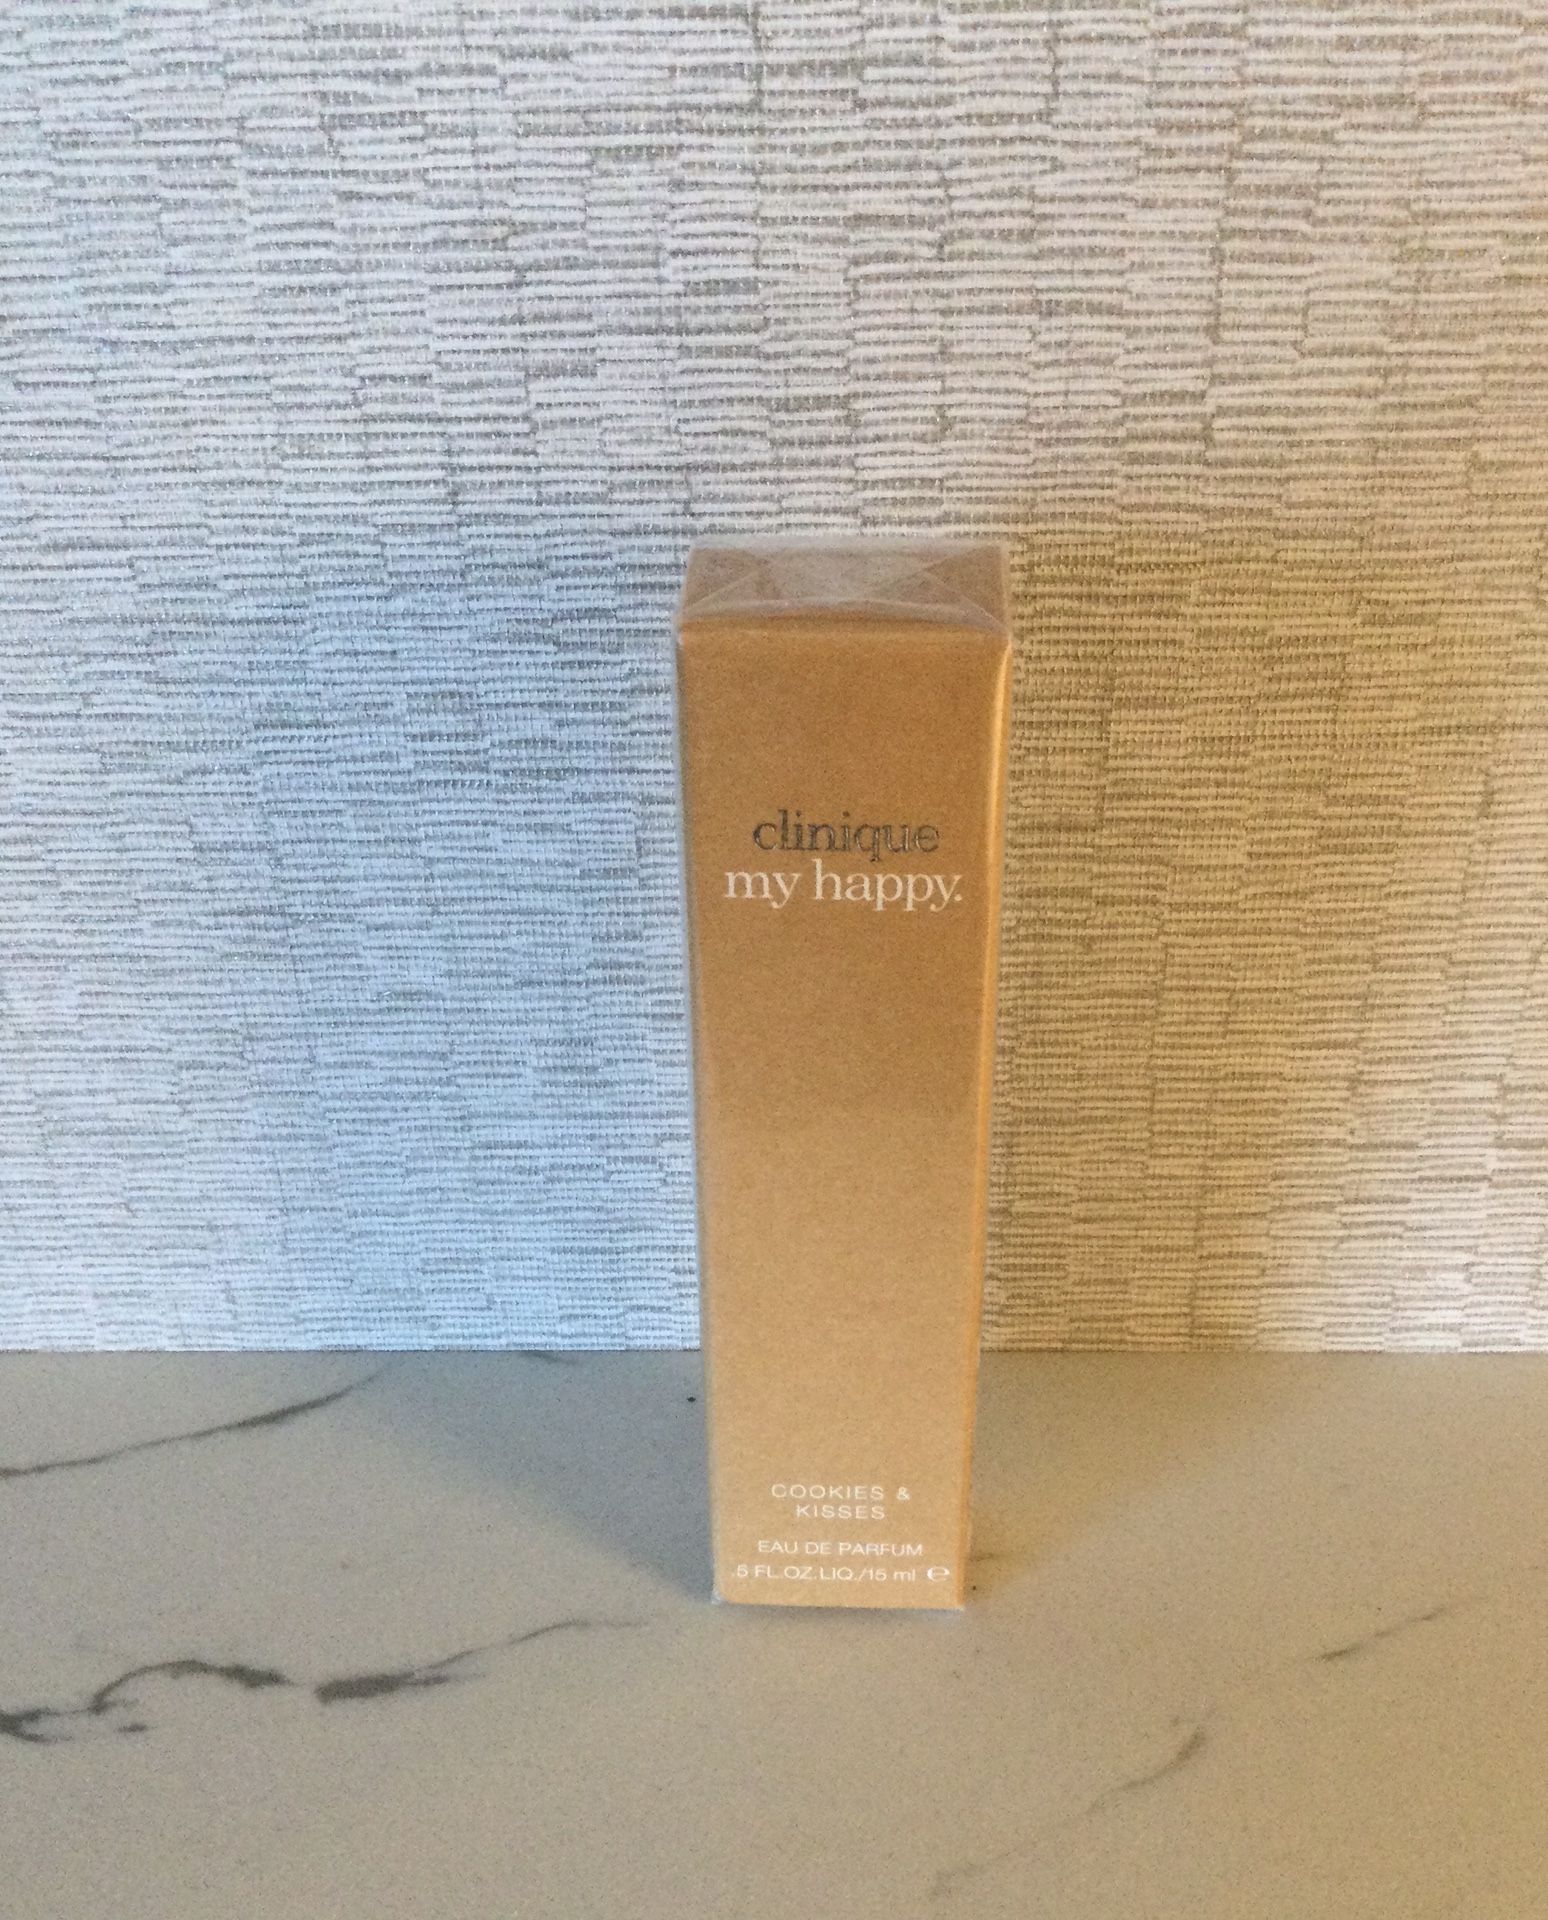 clinique
my happy.
COOKIES &
KISSES
EAU DE PARFUM
.5 FL.OZ.LIQ./15 ml ℮